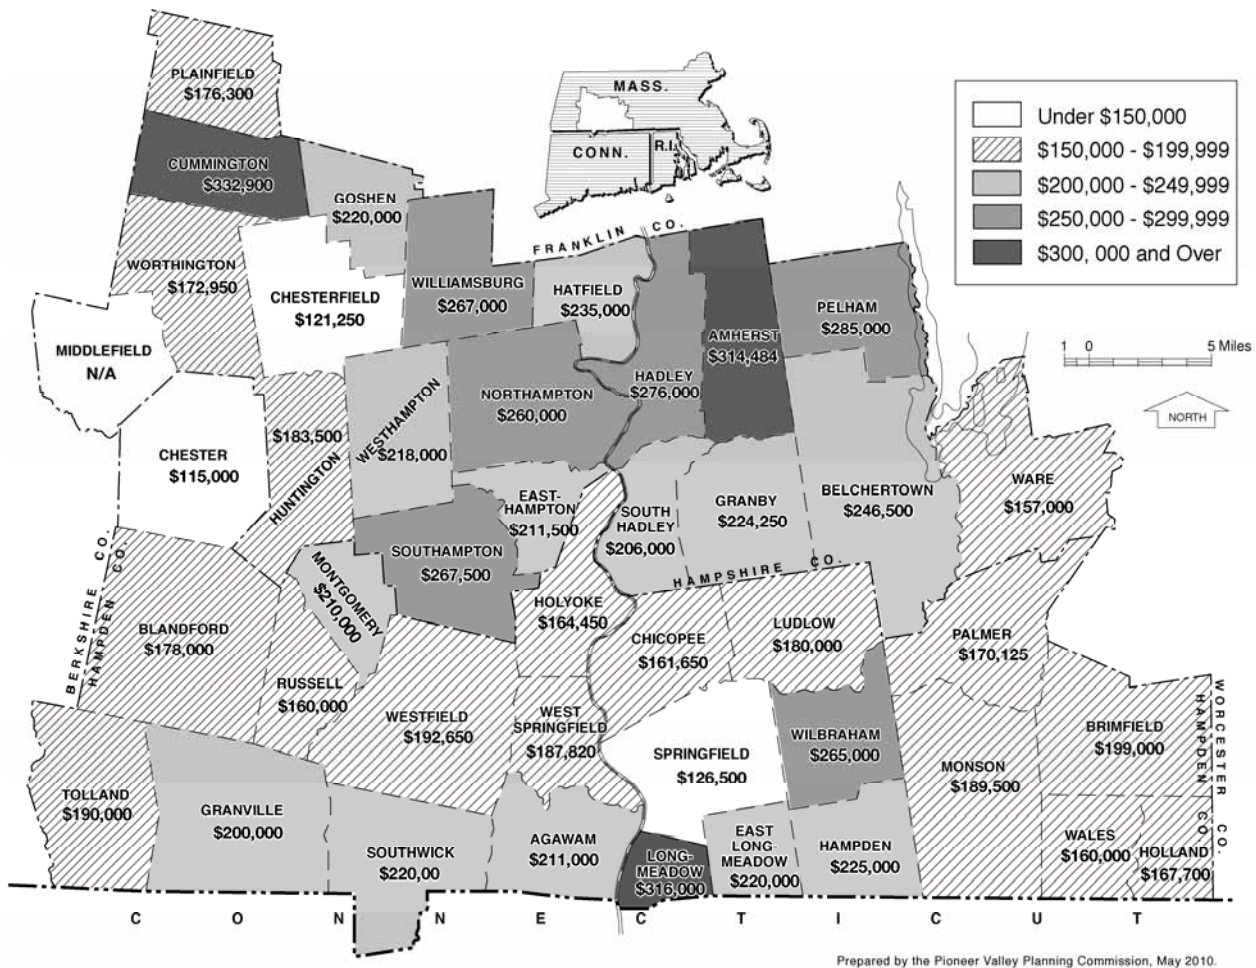 PLAINFIELD
$176,300
MASS.
CONN.
R.I.
Under $150,000
$150,000 - $199,999
$200,000 - $249,999
$250,000 - $299,999
$300, 000 and Over
CUMMINGTON
$332,900
GOSHEN
$220,000
FRANKLIN CO.
WORTHINGTON
$172,950
CHESTERFIELD
$121,250
WILLIAMSBURG
$267,000
HATFIELD
$235,000
PELHAM
$285,000
AMHERST
$314,484
MIDDLEFIELD
N/A
1 0 5 Miles
NORTH
HADLEY
$276,000
NORTHAMPTON
$260,000
WESTHAMPTON
$218,000
$183,500
HUNTINGTON
CHESTER
$115,000
EAST-
HAMPTON
$211,500
SOUTH
HADLEY
$206,000
GRANBY
$224,250
BELCHERTOWN
$246,500
WARE
$157,000
SOUTHAMPTON
$267,500
HAMPSHIRE CO.
BERKSHIRE CO.
HAMPDEN CO.
MONTGOMERY
$210,000
HOLYOKE
$164,450
BLANDFORD
$178,000
CHICOPEE
$161,650
LUDLOW
$180,000
PALMER
$170,125
RUSSELL
$160,000
WESTFIELD
$192,650
WEST
SPRINGFIELD
$187,820
SPRINGFIELD
$126,500
WILBRAHAM
$265,000
MONSON
$189,500
BRIMFIELD
$199,000
HAMPDEN CO.
WORCESTER CO.
TOLLAND
$190,000
GRANVILLE
$200,000
SOUTHWICK
$220,00
AGAWAM
$211,000
LONG-
MEADOW
$316,000
EAST
LONG-
MEADOW
$220,000
HAMPDEN
$225,000
WALES
$160,000
HOLLAND
$167,700
CONNECTICUT
Prepared by the Pioneer Valley Planning Commission, May 2010.